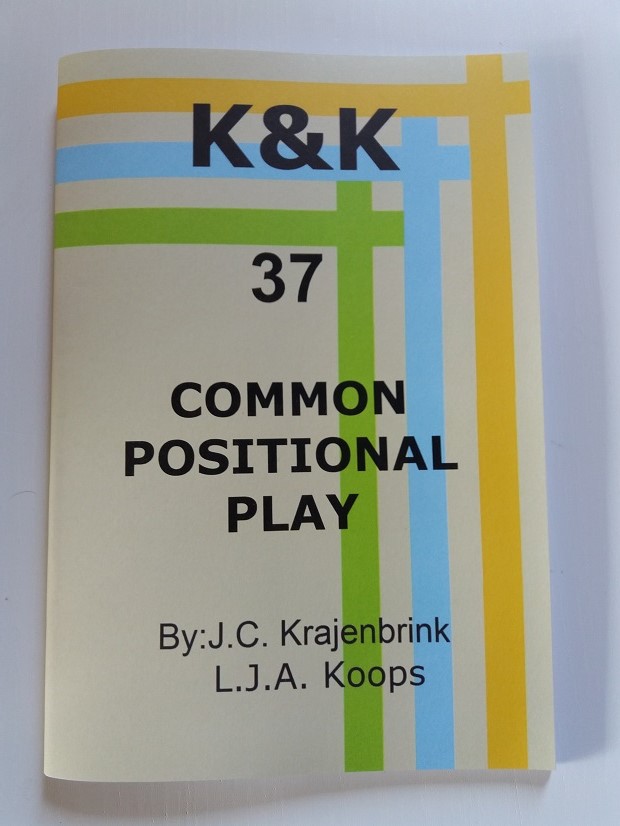 K&K
37
COMMON
POSITIONAL
PLAY
By:J.C. Krajenbrink
L.J.A. Koops